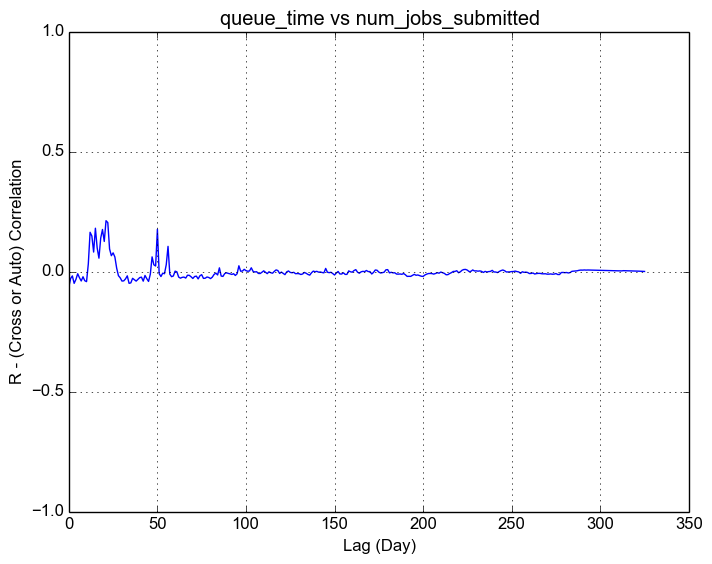 queue_time vs num_jobs_submitted
1.0
0.5
0.0
−0.5
−1.0
R - (Cross or Auto) Correlation
0 50 100 150 200 250 300 350
Lag (Day)